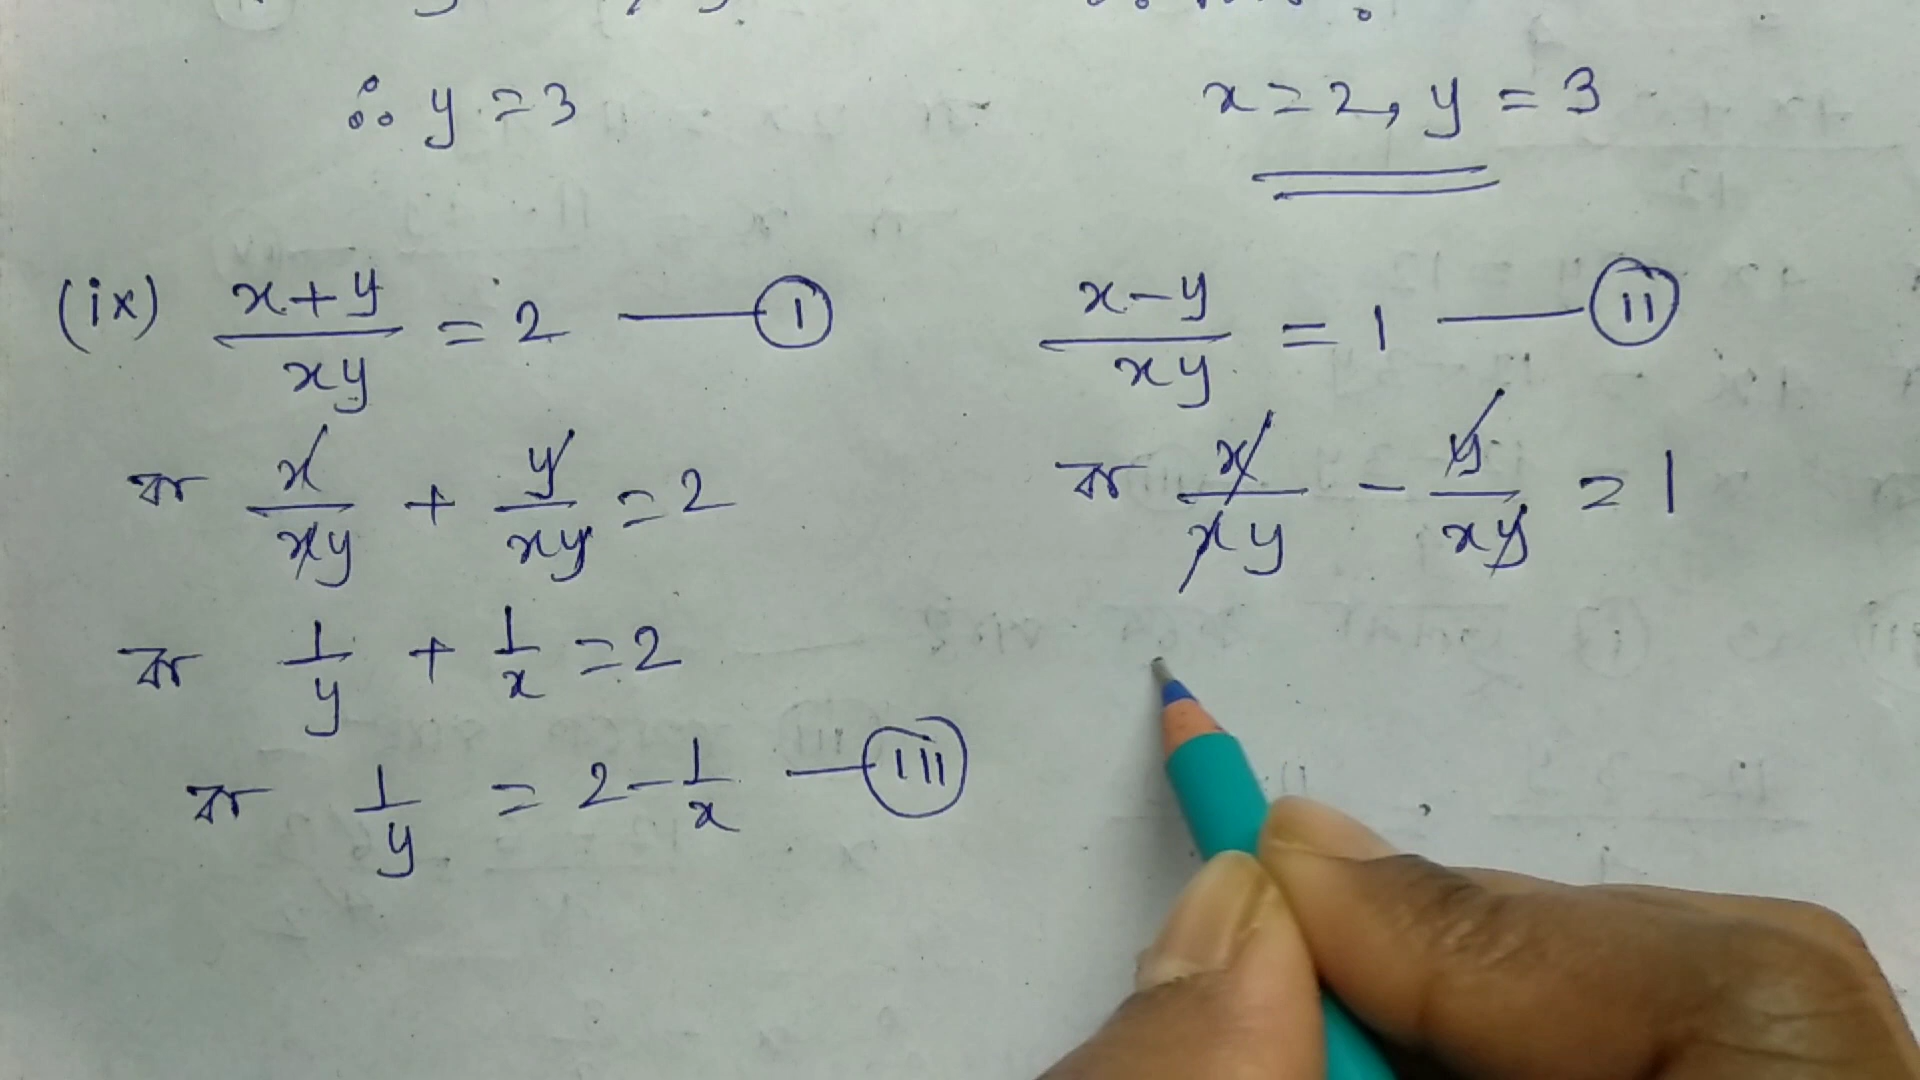 ∴ y = 3
x = 2, y = 3
(ix) (x+y)/(xy) = 2 —— (I)
বা x/(xy) + y/(xy) = 2
বা 1/y + 1/x = 2
বা 1/y = 2 - 1/x —— (III)
(x-y)/(xy) = 1 —— (II)
বা x/(xy) - y/(xy) = 1